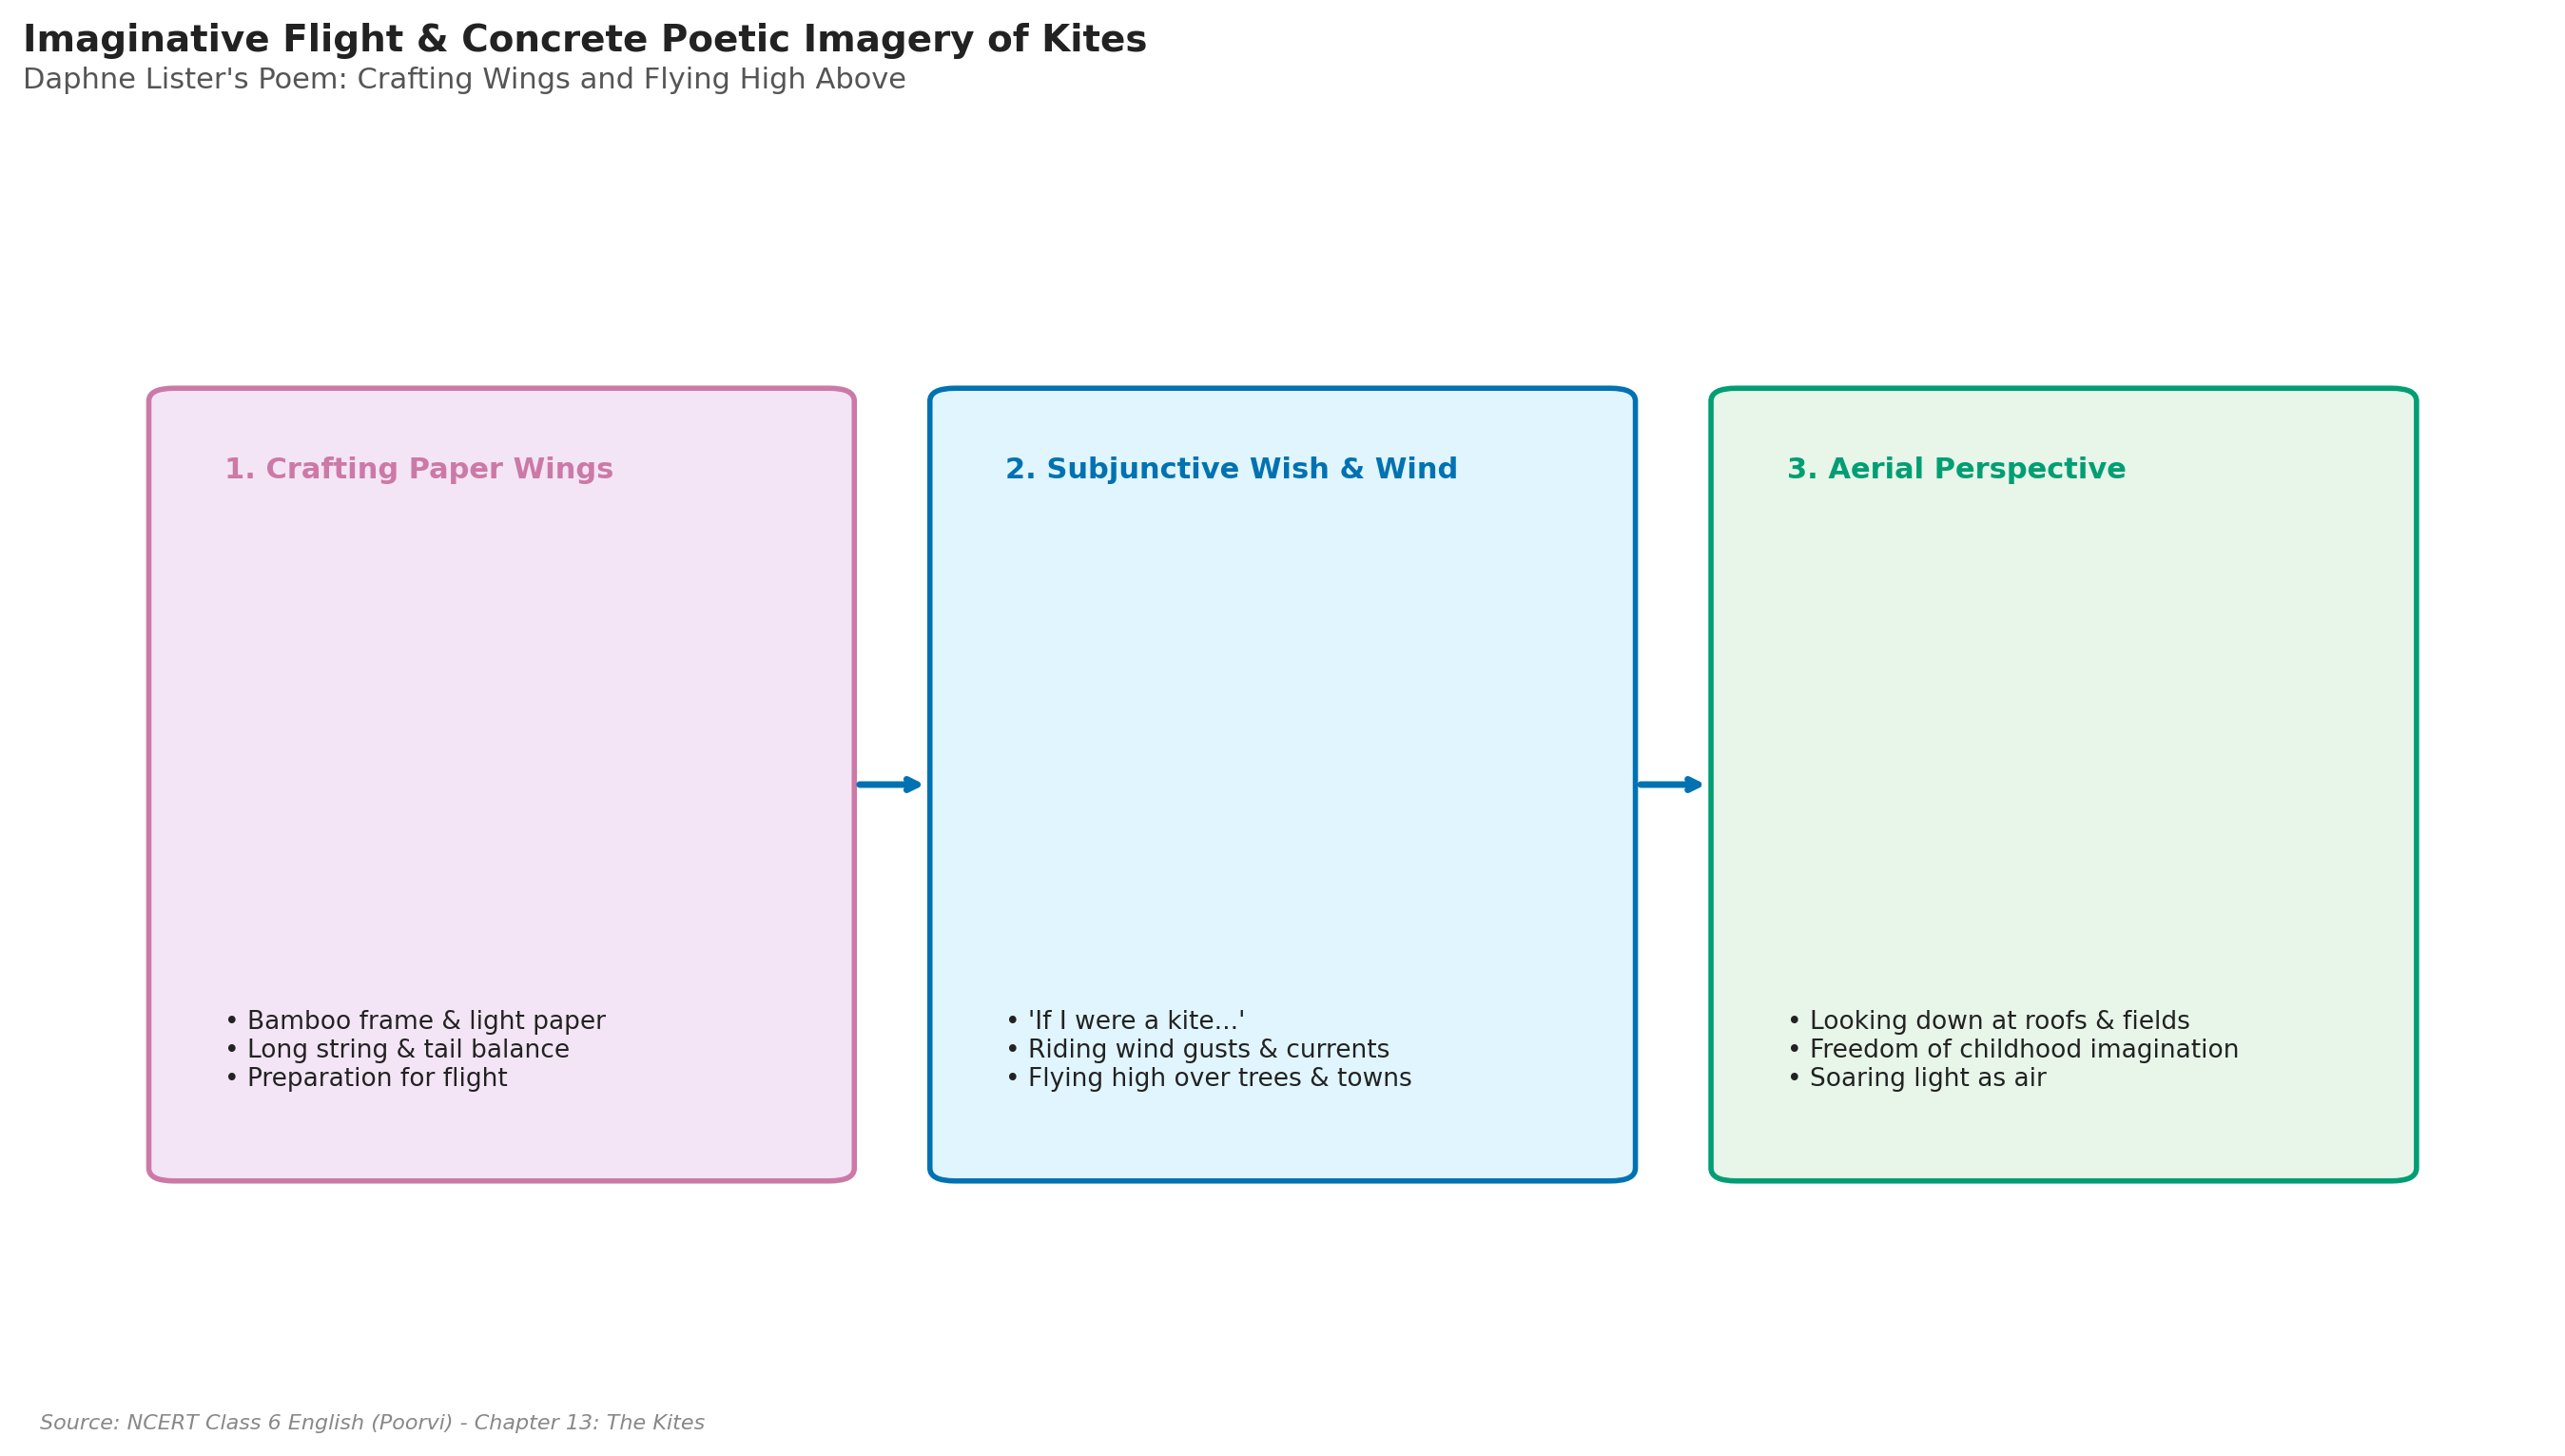 Imaginative Flight & Concrete Poetic Imagery of Kites
Daphne Lister's Poem: Crafting Wings and Flying High Above
1. Crafting Paper Wings
• Bamboo frame & light paper
• Long string & tail balance
• Preparation for flight
2. Subjunctive Wish & Wind
• 'If I were a kite...'
• Riding wind gusts & currents
• Flying high over trees & towns
3. Aerial Perspective
• Looking down at roofs & fields
• Freedom of childhood imagination
• Soaring light as air
Source: NCERT Class 6 English (Poorvi) - Chapter 13: The Kites